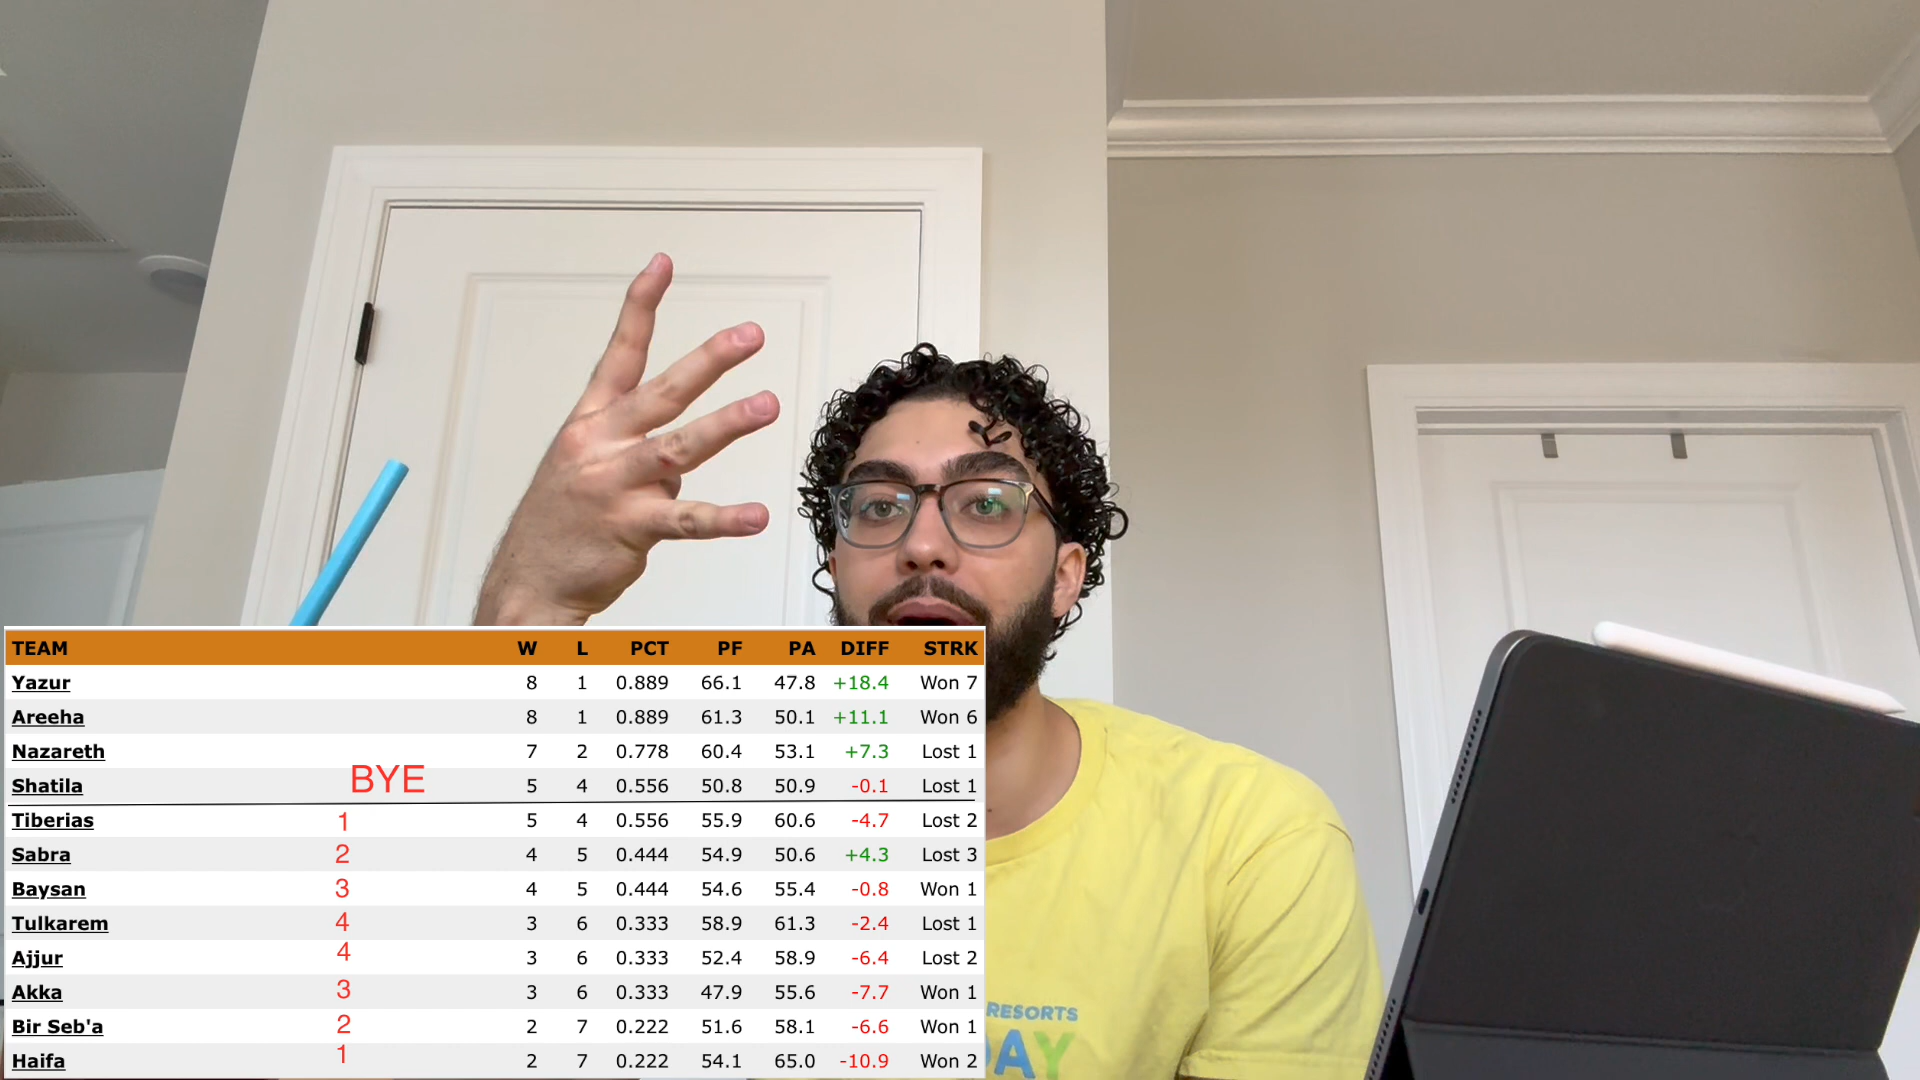 TEAM W L PCT PF PA DIFF STRK
Yazur 8 1 0.889 66.1 47.8 +18.4 Won 7
Areeha 8 1 0.889 61.3 50.1 +11.1 Won 6
Nazareth 7 2 0.778 60.4 53.1 +7.3 Lost 1
BYE
Shatila 5 4 0.556 50.8 50.9 -0.1 Lost 1
Tiberias 1 5 4 0.556 55.9 60.6 -4.7 Lost 2
Sabra 2 4 5 0.444 54.9 50.6 +4.3 Lost 3
Baysan 3 4 5 0.444 54.6 55.4 -0.8 Won 1
Tulkarem 4 3 6 0.333 58.9 61.3 -2.4 Lost 1
Ajjur 4 3 6 0.333 52.4 58.9 -6.4 Lost 2
Akka 3 3 6 0.333 47.9 55.6 -7.7 Won 1
Bir Seb'a 2 2 7 0.222 51.6 58.1 -6.6 Won 1
Haifa 1 2 7 0.222 54.1 65.0 -10.9 Won 2
RESORTS